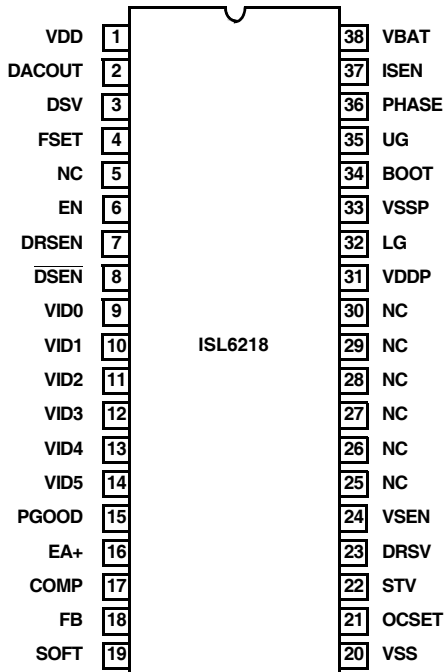 VDD 1 38 VBAT
DACOUT 2 37 ISEN
DSV 3 36 PHASE
FSET 4 35 UG
NC 5 34 BOOT
EN 6 33 VSSP
DRSEN 7 32 LG
DSEN 8 31 VDDP
VID0 9 30 NC
VID1 10 ISL6218 29 NC
VID2 11 28 NC
VID3 12 27 NC
VID4 13 26 NC
VID5 14 25 NC
PGOOD 15 24 VSEN
EA+ 16 23 DRSV
COMP 17 22 STV
FB 18 21 OCSET
SOFT 19 20 VSS